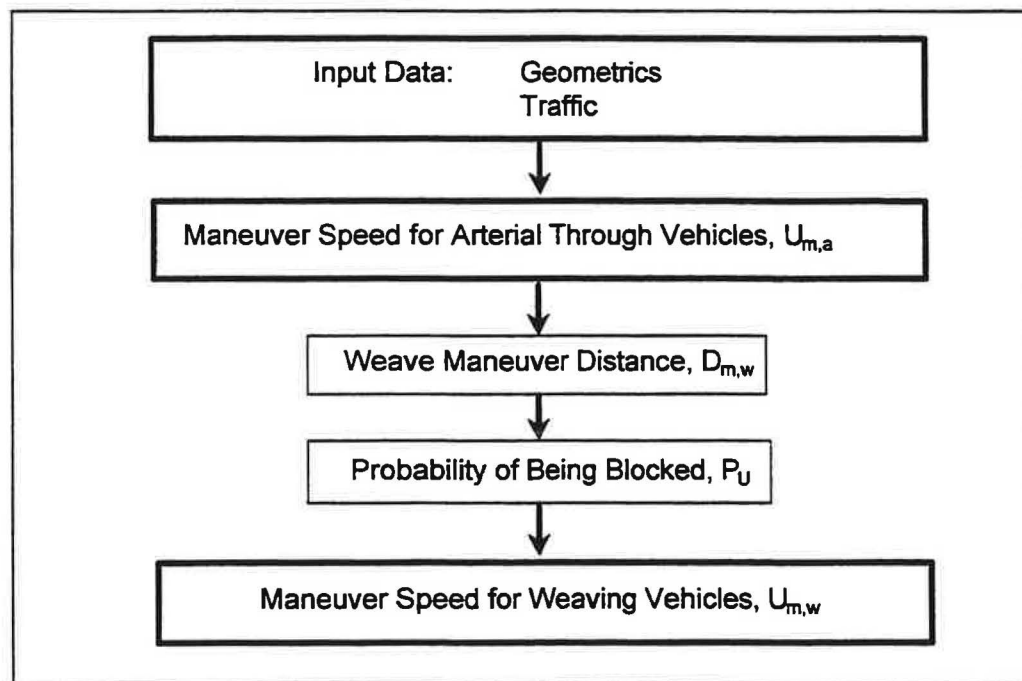 Input Data: Geometrics
Traffic
Maneuver Speed for Arterial Through Vehicles, Um,a
Weave Maneuver Distance, Dm,w
Probability of Being Blocked, PU
Maneuver Speed for Weaving Vehicles, Um,w